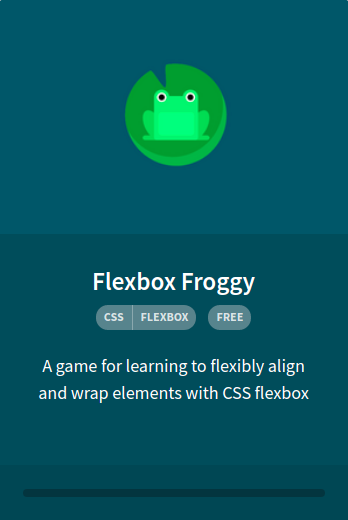 Flexbox Froggy
CSS FLEXBOX FREE
A game for learning to flexibly align
and wrap elements with CSS flexbox